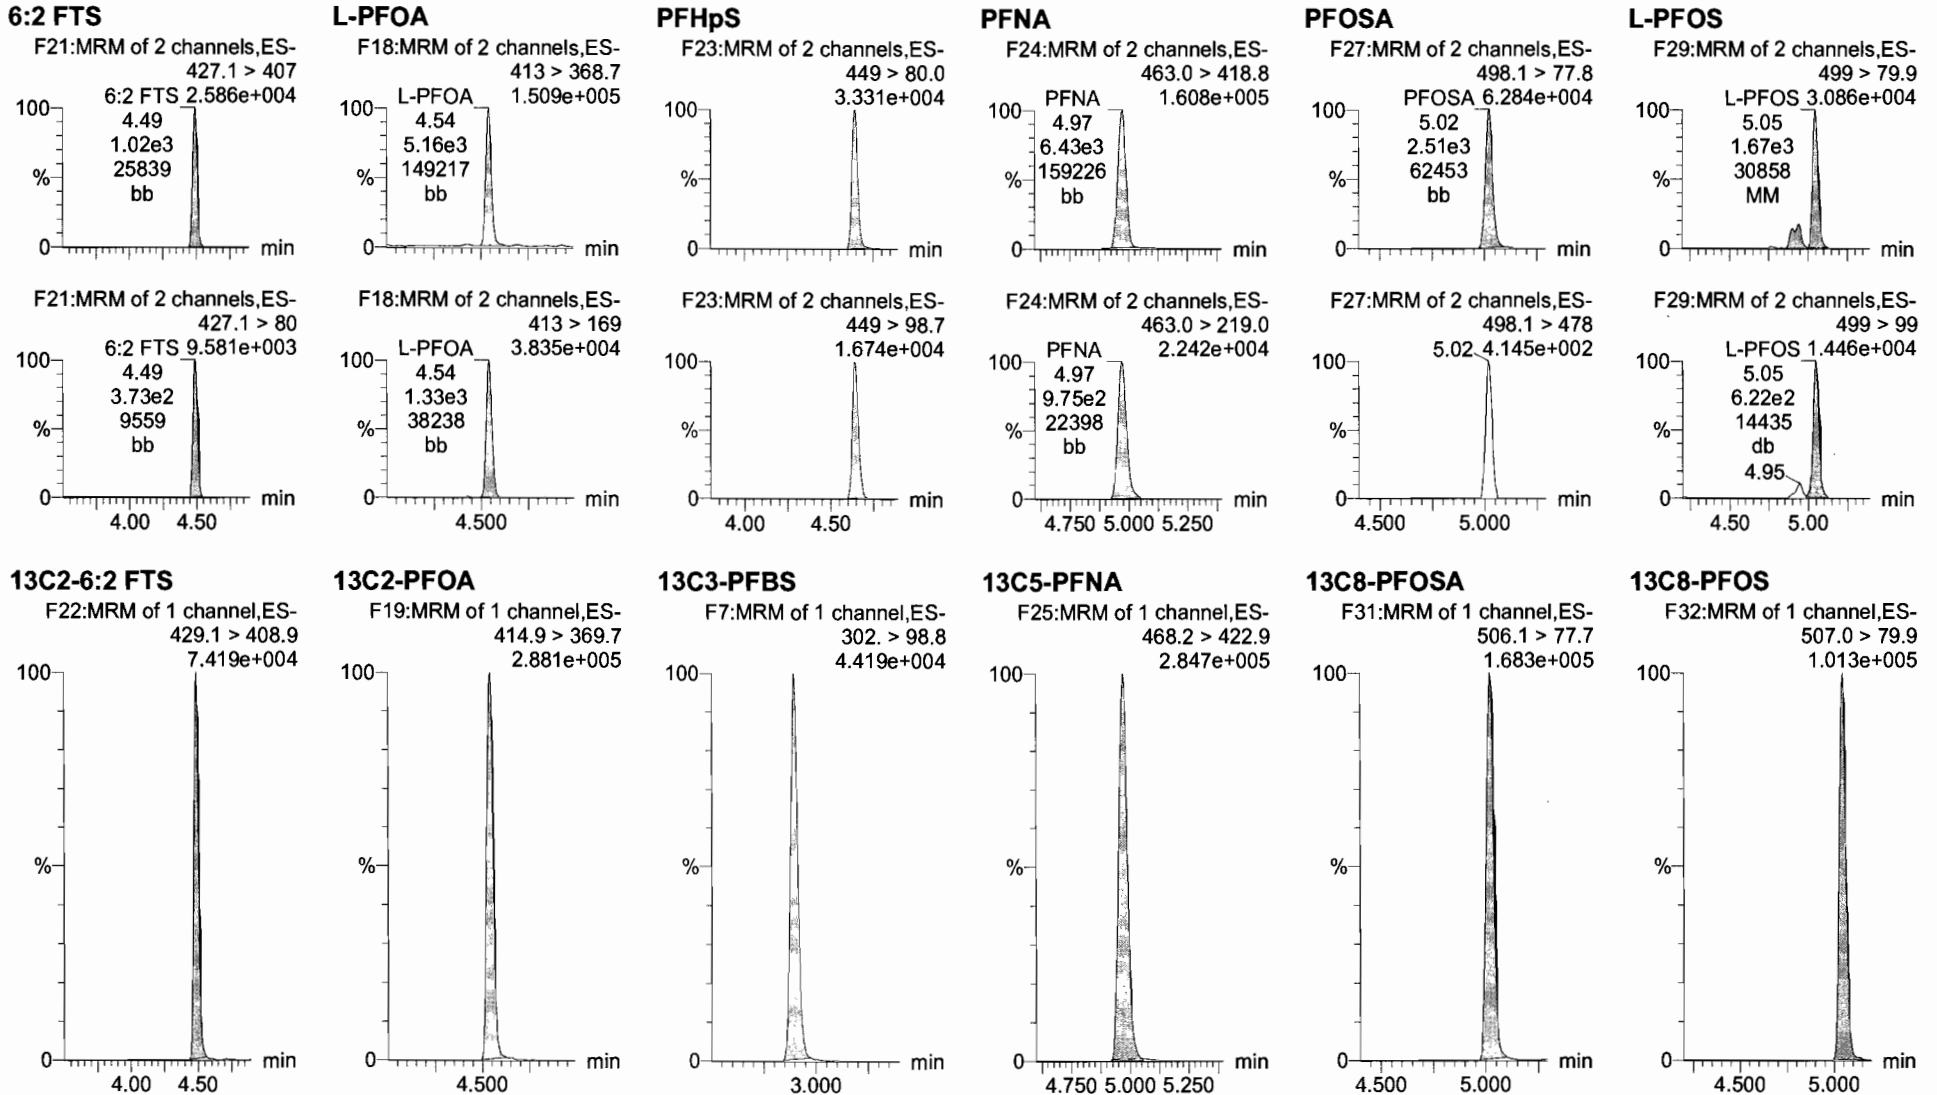 6:2 FTS
F21:MRM of 2 channels,ES-
427.1 > 407
6:2 FTS 2.586e+004
100
4.49
1.02e3
25839
bb
%
0
min
F21:MRM of 2 channels,ES-
427.1 > 80
6:2 FTS 9.581e+003
100
4.49
3.73e2
9559
bb
%
0
min
4.00 4.50
L-PFOA
F18:MRM of 2 channels,ES-
413 > 368.7
L-PFOA 1.509e+005
100
4.54
5.16e3
149217
bb
%
0
min
F18:MRM of 2 channels,ES-
413 > 169
L-PFOA 3.835e+004
100
4.54
1.33e3
38238
bb
%
0
min
4.500
PFHpS
F23:MRM of 2 channels,ES-
449 > 80.0
3.331e+004
100
%
0
min
F23:MRM of 2 channels,ES-
449 > 98.7
1.674e+004
100
%
0
min
4.00 4.50
PFNA
F24:MRM of 2 channels,ES-
463.0 > 418.8
PFNA 1.608e+005
100
4.97
6.43e3
159226
bb
%
0
min
F24:MRM of 2 channels,ES-
463.0 > 219.0
PFNA 2.242e+004
100
4.97
9.75e2
22398
bb
%
0
min
4.750 5.000 5.250
PFOSA
F27:MRM of 2 channels,ES-
498.1 > 77.8
PFOSA 6.284e+004
100
5.02
2.51e3
62453
bb
%
0
min
F27:MRM of 2 channels,ES-
498.1 > 478
5.02 4.145e+002
100
%
0
min
4.500 5.000
L-PFOS
F29:MRM of 2 channels,ES-
499 > 79.9
L-PFOS 3.086e+004
100
5.05
1.67e3
30858
MM
%
0
min
F29:MRM of 2 channels,ES-
499 > 99
L-PFOS 1.446e+004
100
5.05
6.22e2
14435
db
%
4.95
0
min
4.50 5.00
13C2-6:2 FTS
F22:MRM of 1 channel,ES-
429.1 > 408.9
7.419e+004
100
%
0
min
4.00 4.50
13C2-PFOA
F19:MRM of 1 channel,ES-
414.9 > 369.7
2.881e+005
100
%
0
min
4.500
13C3-PFBS
F7:MRM of 1 channel,ES-
302. > 98.8
4.419e+004
100
%
0
min
3.000
13C5-PFNA
F25:MRM of 1 channel,ES-
468.2 > 422.9
2.847e+005
100
%
0
min
4.750 5.000 5.250
13C8-PFOSA
F31:MRM of 1 channel,ES-
506.1 > 77.7
1.683e+005
100
%
0
min
4.500 5.000
13C8-PFOS
F32:MRM of 1 channel,ES-
507.0 > 79.9
1.013e+005
100
%
0
min
4.500 5.000